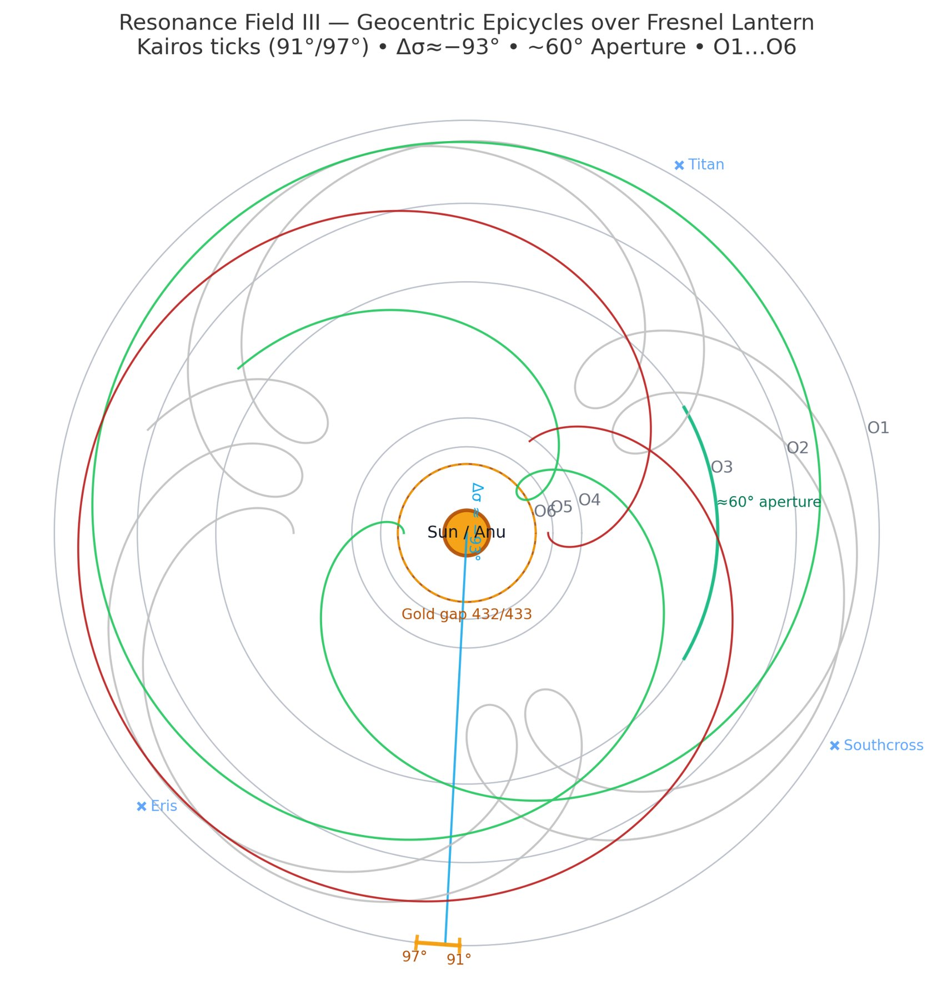 Resonance Field III — Geocentric Epicycles over Fresnel Lantern
Kairos ticks (91°/97°) • Δσ≈−93° • ~60° Aperture • O1…O6
Titan
O1
O2
O3
O4
O5
O6
≈60° aperture
Δσ ≈ −93°
Sun / Anu
Gold gap 432/433
Southcross
Eris
97°
91°